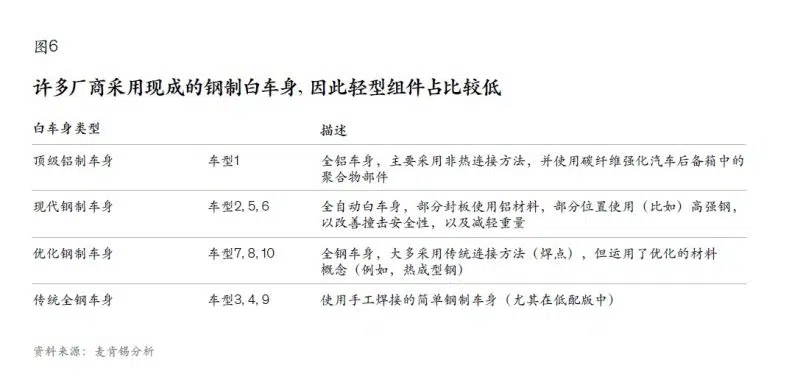 图6
许多厂商采用现成的钢制白车身，因此轻型组件占比较低
白车身类型 描述
顶级铝制车身 车型1 全铝车身，主要采用非热连接方法，并使用碳纤维强化汽车后备箱中的
聚合物部件
现代钢制车身 车型2, 5, 6 全自动白车身，部分封板使用铝材料，部分位置使用（比如）高强钢，
以改善撞击安全性，以及减轻重量
优化钢制车身 车型7, 8, 10 全钢车身，大多采用传统连接方法（焊点），但运用了优化的材料
概念（例如，热成型钢）
传统全钢车身 车型3, 4, 9 使用手工焊接的简单钢制车身（尤其在低配版中）
资料来源：麦肯锡分析